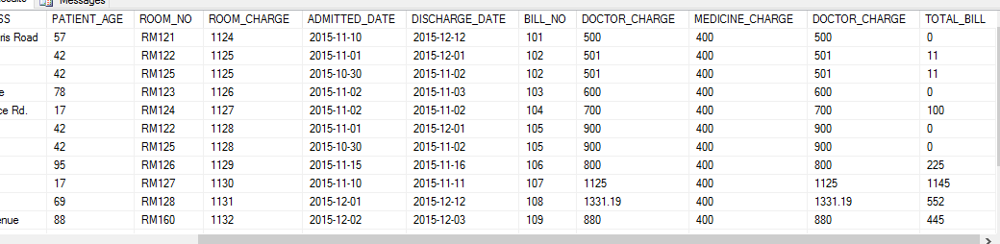 Messages
SS PATIENT_AGE ROOM_NO ROOM_CHARGE ADMITTED_DATE DISCHARGE_DATE BILL_NO DOCTOR_CHARGE MEDICINE_CHARGE DOCTOR_CHARGE TOTAL_BILL
ris Road 57 RM121 1124 2015-11-10 2015-12-12 101 500 400 500 0
42 RM122 1125 2015-11-01 2015-12-01 102 501 400 501 11
42 RM125 1125 2015-10-30 2015-11-02 102 501 400 501 11
e 78 RM123 1126 2015-11-02 2015-11-03 103 600 400 600 0
ce Rd. 17 RM124 1127 2015-11-02 2015-11-02 104 700 400 700 100
42 RM122 1128 2015-11-01 2015-12-01 105 900 400 900 0
42 RM125 1128 2015-10-30 2015-11-02 105 900 400 900 0
95 RM126 1129 2015-11-15 2015-11-16 106 800 400 800 225
17 RM127 1130 2015-11-10 2015-11-11 107 1125 400 1125 1145
69 RM128 1131 2015-12-01 2015-12-12 108 1331.19 400 1331.19 552
enue 88 RM160 1132 2015-12-02 2015-12-03 109 880 400 880 445